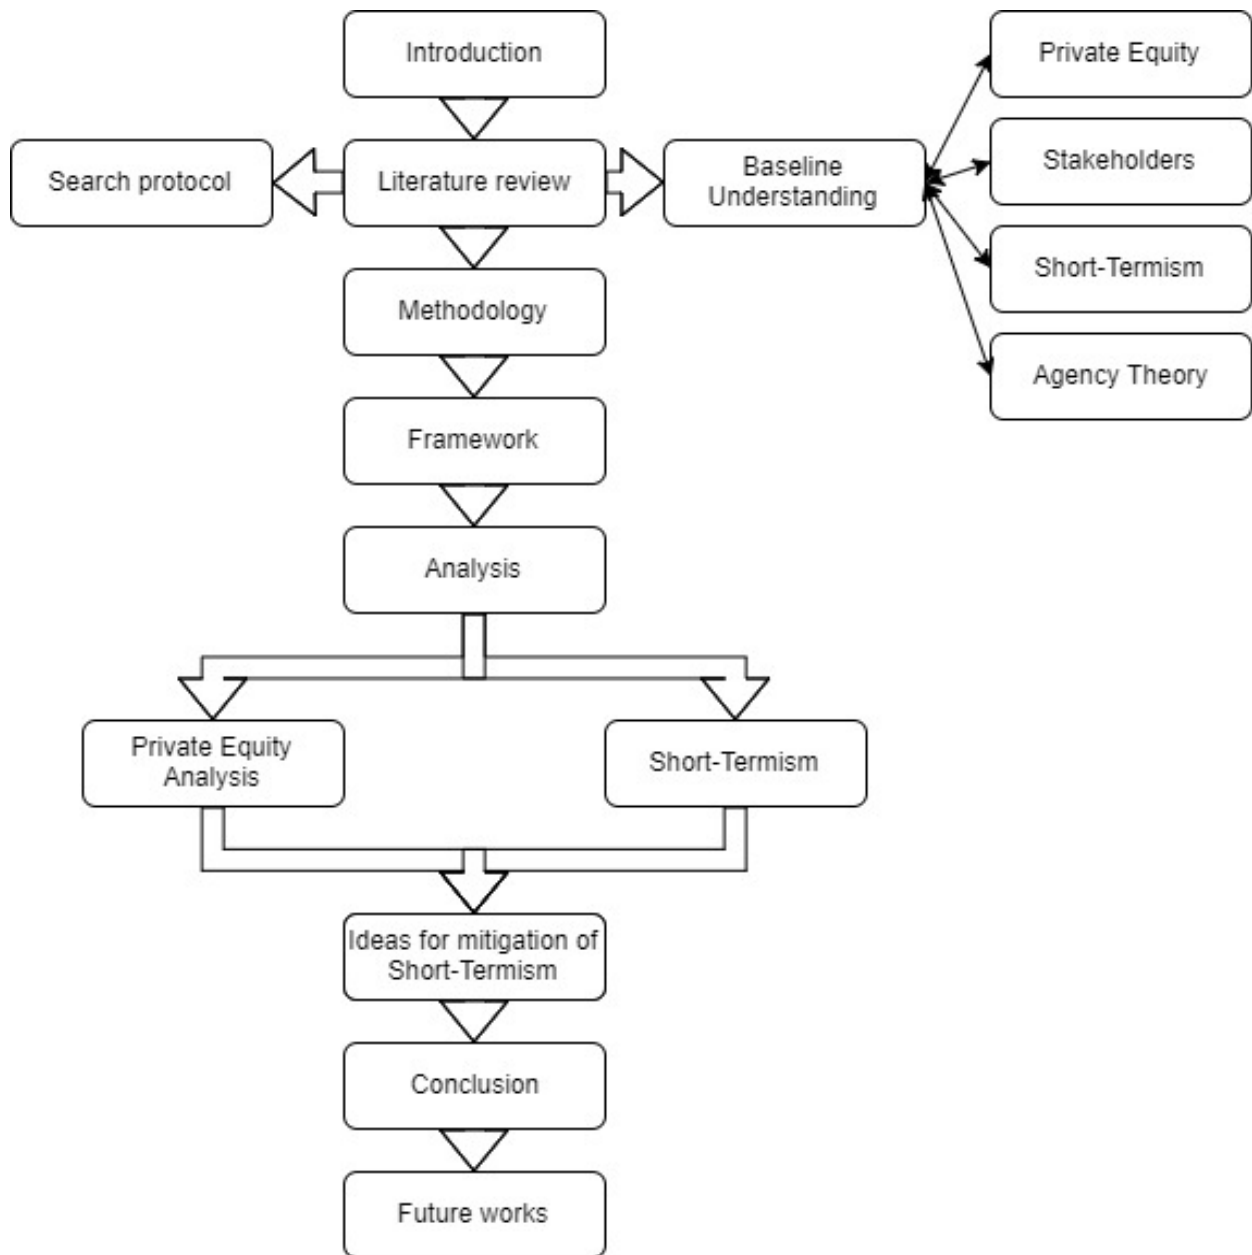 Introduction
Private Equity
Search protocol
Literature review
Baseline
Understanding
Stakeholders
Short-Termism
Methodology
Agency Theory
Framework
Analysis
Private Equity
Analysis
Short-Termism
Ideas for mitigation of
Short-Termism
Conclusion
Future works